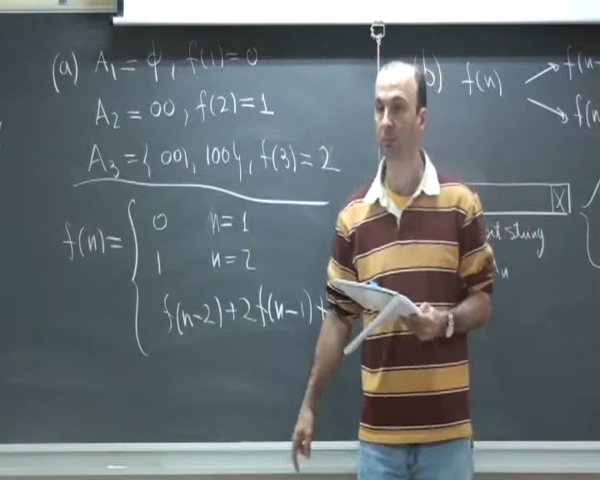 (a) A₁ = ϕ, f(1) = 0
A₂ = 00, f(2) = 1
A₃ = { 001, 100 }, f(3) = 2
f(n) = {
0 n = 1
1 n = 2
f(n-2) + 2f(n-1) +
(b) f(n)
f(n-
f(n
X
string
n